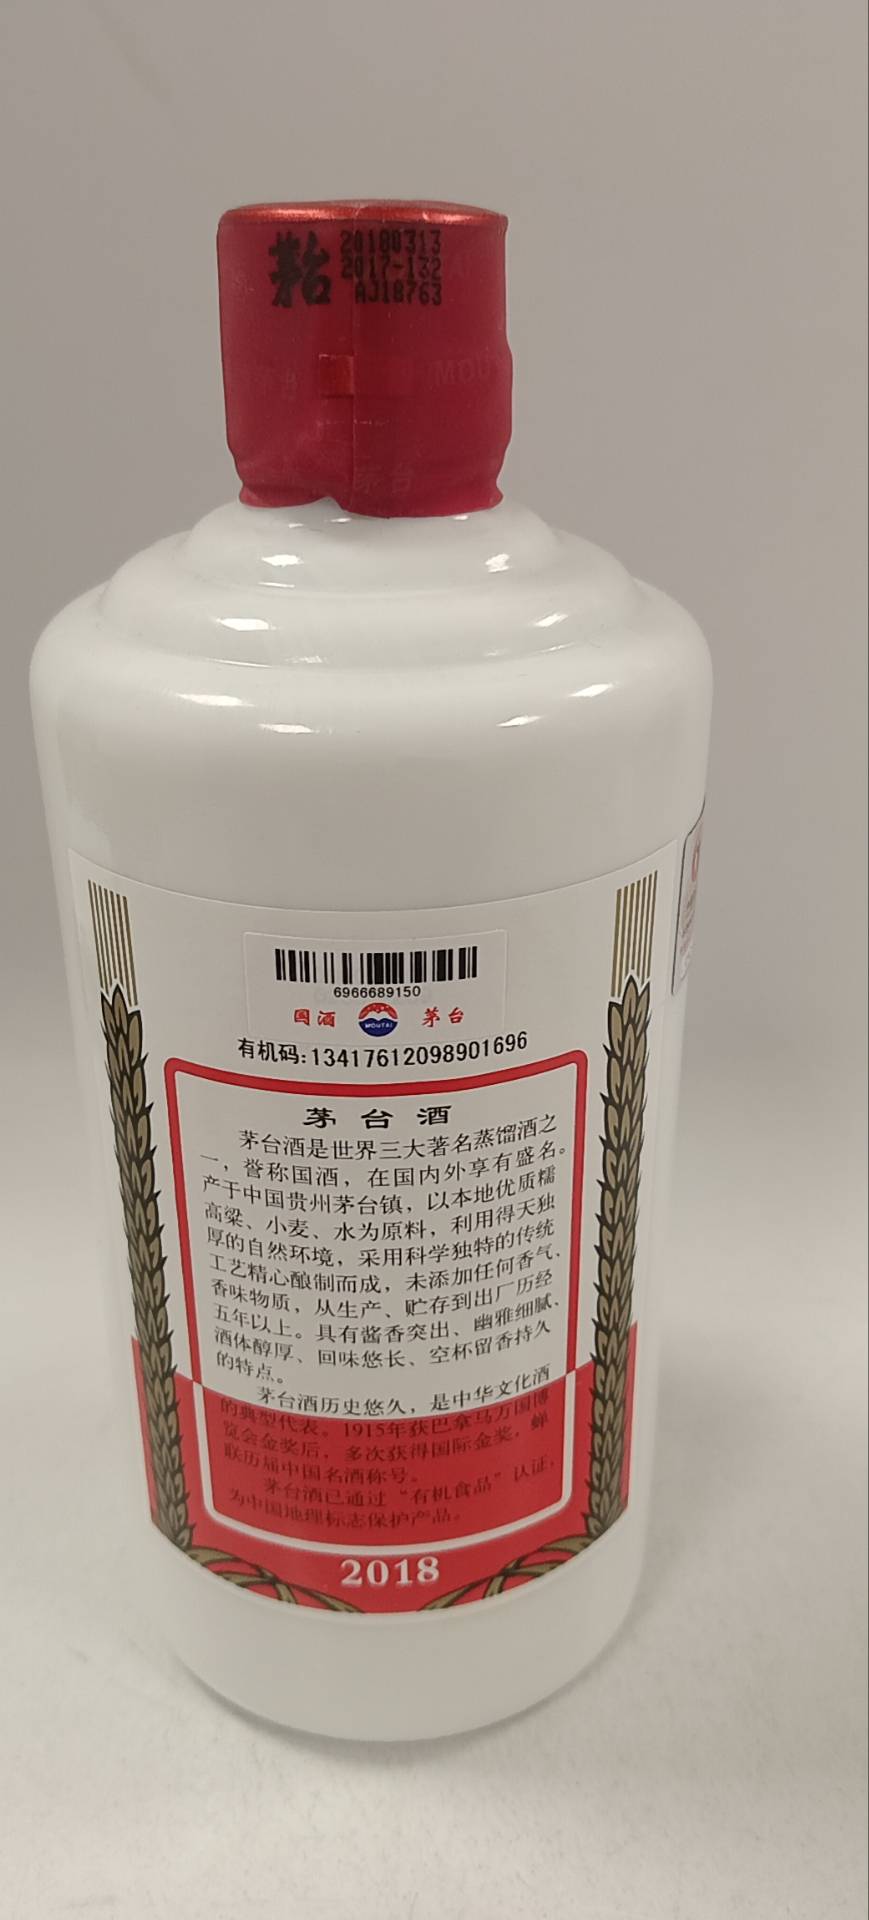 茅台
20180313
2017-132
AJ18763
MOU
茅台
6966689150
国酒 MOUTAI 茅台
有机码:13417612098901696
茅台酒
茅台酒是世界三大著名蒸馏酒之
一，誉称国酒，在国内外享有盛名。
产于中国贵州茅台镇，以本地优质糯
高粱、小麦、水为原料，利用得天独
厚的自然环境，采用科学独特的传统
工艺精心酿制而成，未添加任何香气、
香味物质，从生产、贮存到出厂历经
五年以上。具有酱香突出、幽雅细腻、
酒体醇厚、回味悠长、空杯留香持久
的特点。
茅台酒历史悠久，是中华文化酒
的典型代表。1915年获巴拿马万国博
览会金奖后，多次获得国际金奖，蝉
联历届中国名酒称号。
茅台酒已通过“有机食品”认证，
为中国地理标志保护产品。
2018